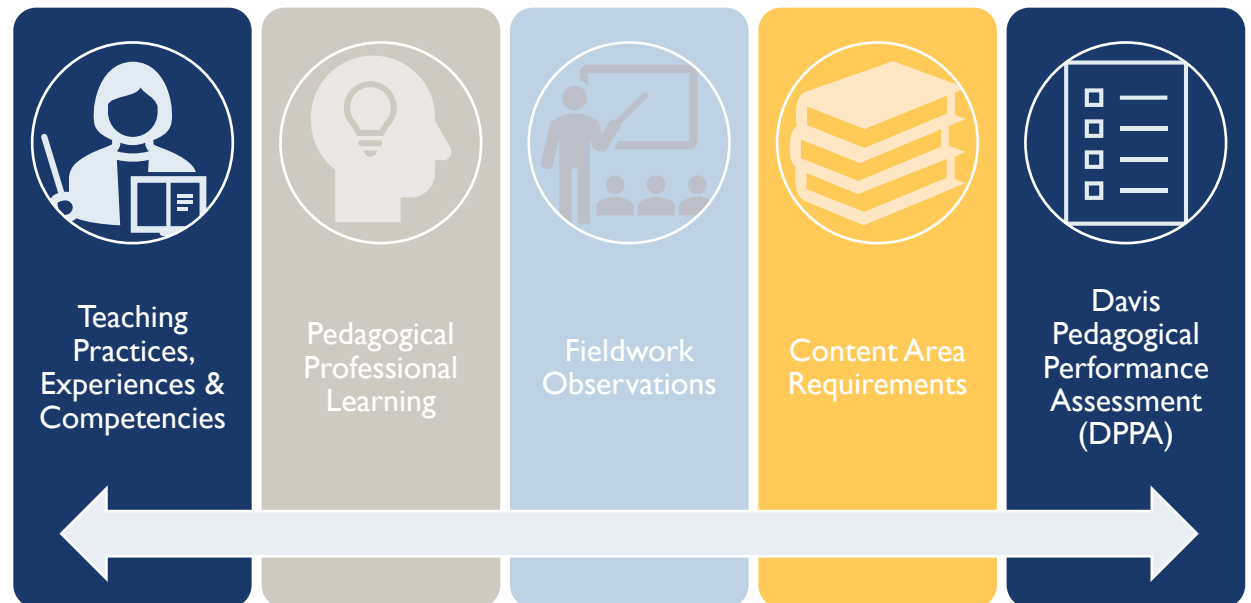 Teaching
Practices,
Experiences &
Competencies
Pedagogical
Professional
Learning
Fieldwork
Observations
Content Area
Requirements
Davis
Pedagogical
Performance
Assessment
(DPPA)